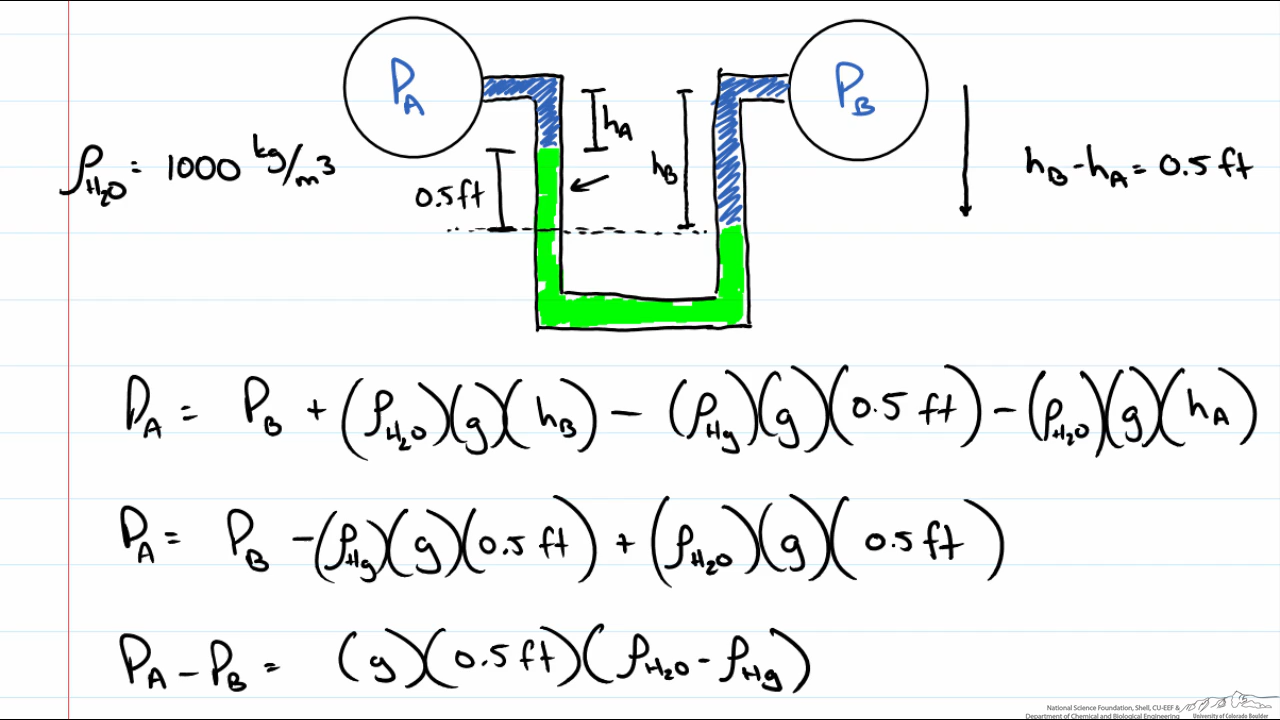 P_A
P_B
ρ_H₂O = 1000 kg/m³
h_A
0.5 ft
h_B
h_B - h_A = 0.5 ft
P_A = P_B + (ρ_H₂O)(g)(h_B) - (ρ_Hg)(g)(0.5 ft) - (ρ_H₂O)(g)(h_A)
P_A = P_B - (ρ_Hg)(g)(0.5 ft) + (ρ_H₂O)(g)(0.5 ft)
P_A - P_B = (g)(0.5 ft)(ρ_H₂O - ρ_Hg)
National Science Foundation, Shell, CU-EEF &
Department of Chemical and Biological Engineering
University of Colorado Boulder